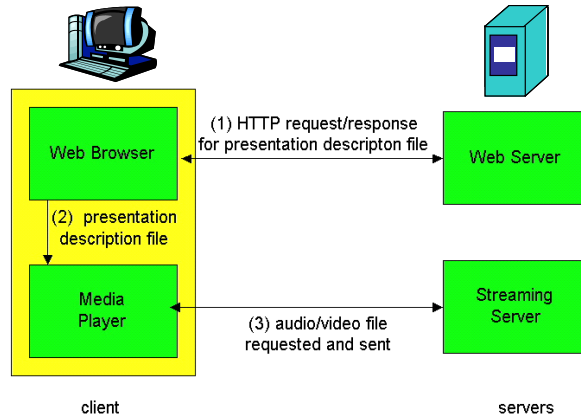 (1) HTTP request/response
for presentation descripton file
Web Browser
Web Server
(2) presentation
description file
Media
Player
Streaming
Server
(3) audio/video file
requested and sent
client
servers